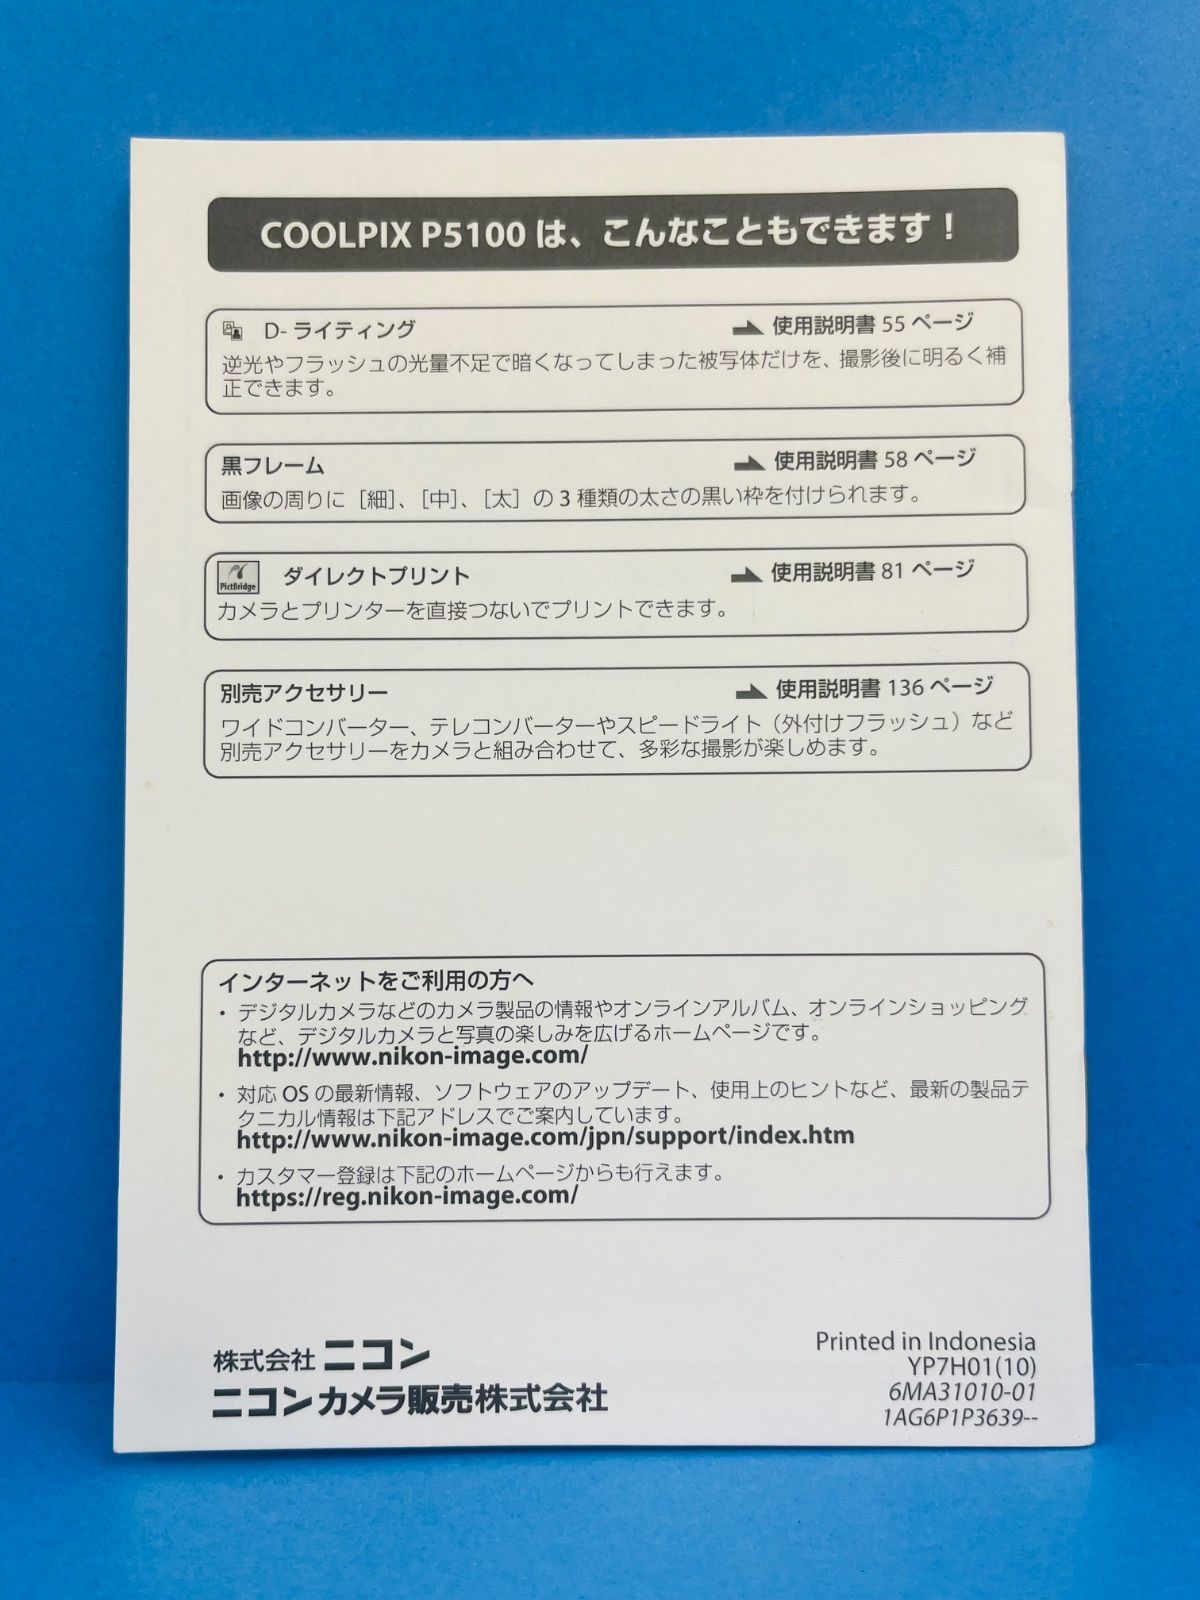 COOLPIX P5100 は、こんなこともできます！
D- ライティング
使用説明書 55 ページ
逆光やフラッシュの光量不足で暗くなってしまった被写体だけを、撮影後に明るく補
正できます。
黒フレーム
使用説明書 58 ページ
画像の周りに［細］、［中］、［太］の 3 種類の太さの黒い枠を付けられます。
PictBridge
ダイレクトプリント
使用説明書 81 ページ
カメラとプリンターを直接つないでプリントできます。
別売アクセサリー
使用説明書 136 ページ
ワイドコンバーター、テレコンバーターやスピードライト（外付けフラッシュ）など
別売アクセサリーをカメラと組み合わせて、多彩な撮影が楽しめます。
インターネットをご利用の方へ
・ デジタルカメラなどのカメラ製品の情報やオンラインアルバム、オンラインショッピング
など、デジタルカメラと写真の楽しみを広げるホームページです。
http://www.nikon-image.com/
・ 対応 OS の最新情報、ソフトウェアのアップデート、使用上のヒントなど、最新の製品テ
クニカル情報は下記アドレスでご案内しています。
http://www.nikon-image.com/jpn/support/index.htm
・ カスタマー登録は下記のホームページからも行えます。
https://reg.nikon-image.com/
株式会社 ニコン
ニコン カメラ販売株式会社
Printed in Indonesia
YP7H01(10)
6MA31010-01
1AG6P1P3639--